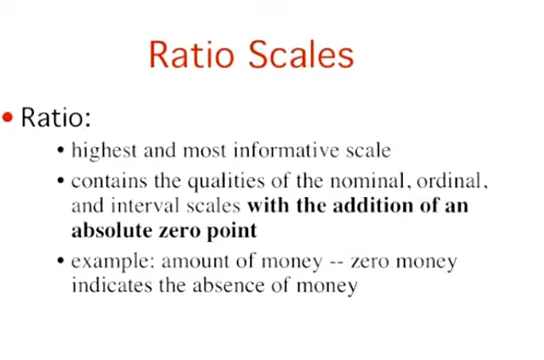 Ratio Scales
• Ratio:
• highest and most informative scale
• contains the qualities of the nominal, ordinal,
and interval scales with the addition of an
absolute zero point
• example: amount of money -- zero money
indicates the absence of money